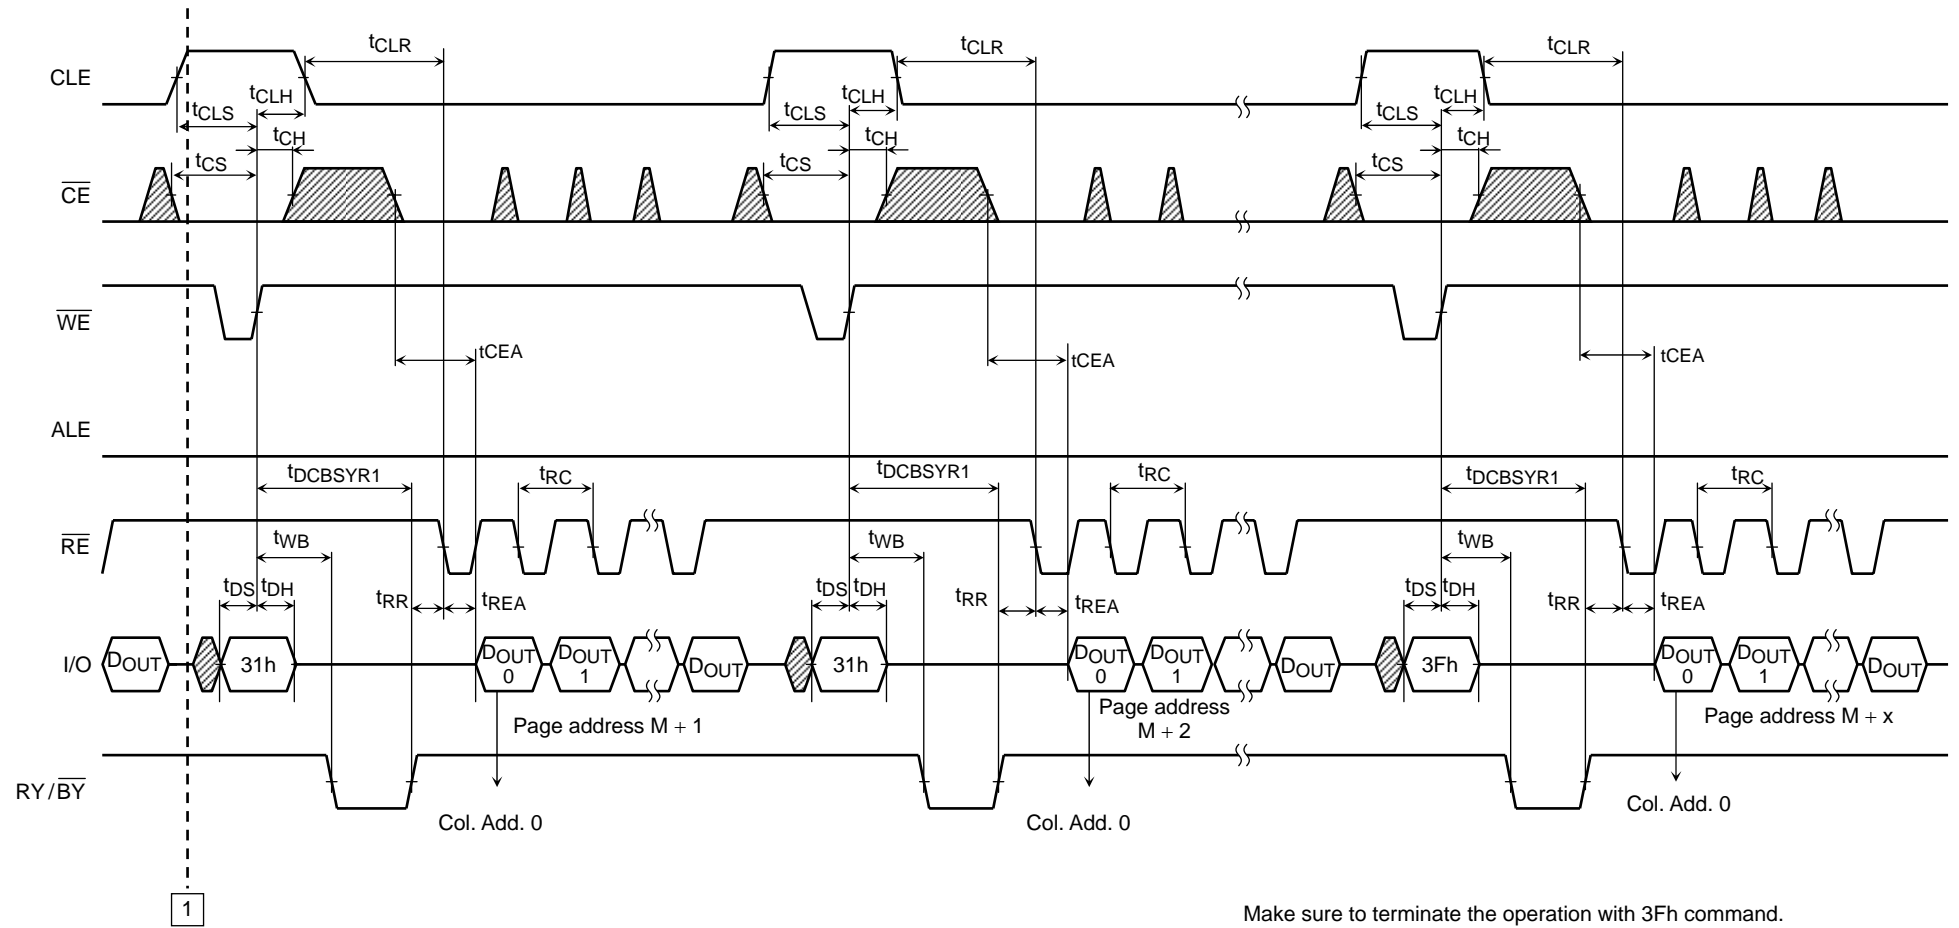 tCLR tCLR tCLR
CLE
tCLH tCLH tCLH
tCLS tCLS tCLS
tCH tCH tCH
tCS tCS tCS
CE
WE
tCEA tCEA tCEA
ALE
tDCBSYR1 tRC tDCBSYR1 tRC tDCBSYR1 tRC
RE
tWB tWB tWB
tDS tDH tDS tDH tDS tDH
tRR tREA tRR tREA tRR tREA
I/O DOUT 31h DOUT 0 DOUT 1 DOUT 31h DOUT 0 DOUT 1 DOUT 3Fh DOUT 0 DOUT 1 DOUT
Page address M + 1
Page address
M + 2
Page address M + x
RY/BY
Col. Add. 0 Col. Add. 0 Col. Add. 0
1
Make sure to terminate the operation with 3Fh command.